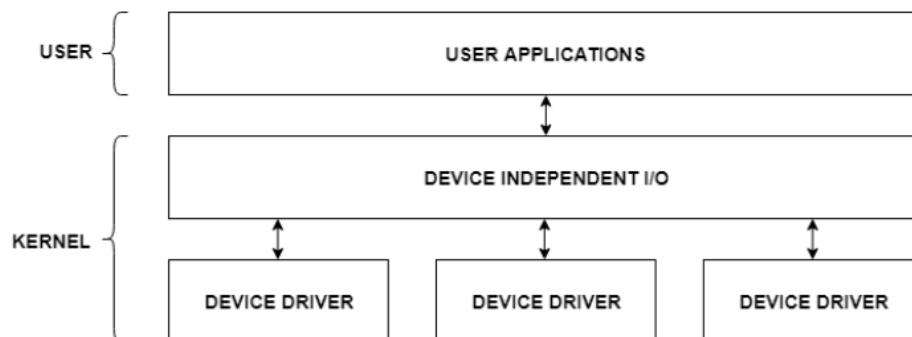 USER
USER APPLICATIONS
DEVICE INDEPENDENT I/O
KERNEL
DEVICE DRIVER
DEVICE DRIVER
DEVICE DRIVER